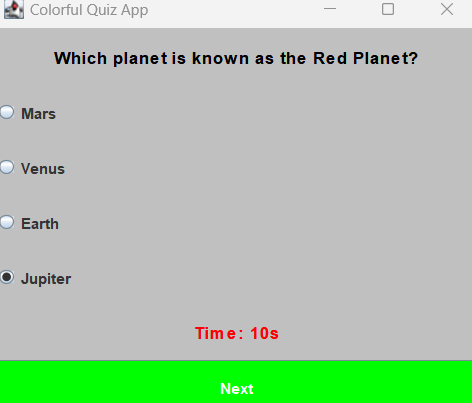 Colorful Quiz App
Which planet is known as the Red Planet?
Mars
Venus
Earth
Jupiter
Time: 10s
Next